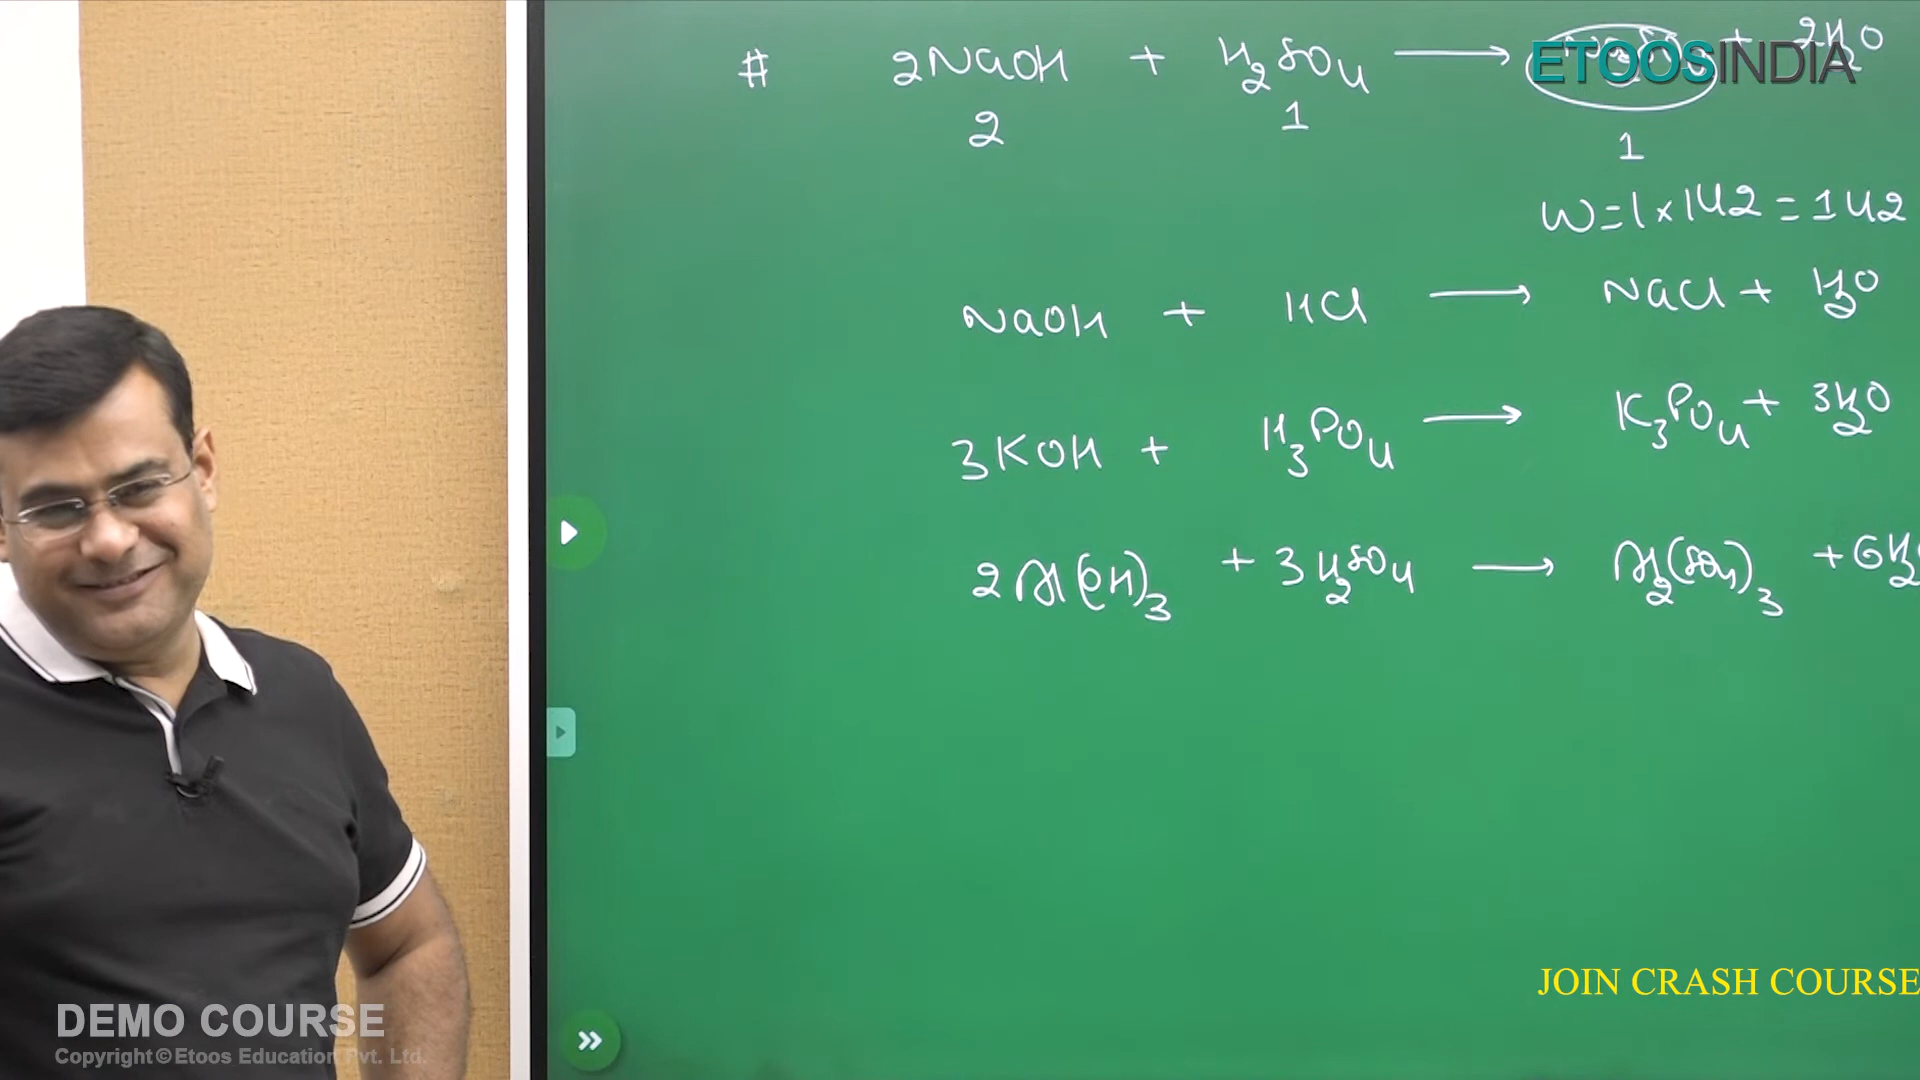 # 2NaOH + H₂SO₄ ⟶ + 2H₂O
ETOOSINDIA
2 1 1
W = 1 × 142 = 142
NaOH + HCl ⟶ NaCl + H₂O
3KOH + H₃PO₄ ⟶ K₃PO₄ + 3H₂O
2Al(OH)₃ + 3H₂SO₄ ⟶ Al₂(SO₄)₃ + 6H₂O
JOIN CRASH COURSE
DEMO COURSE
Copyright © Etoos Education Pvt. Ltd.